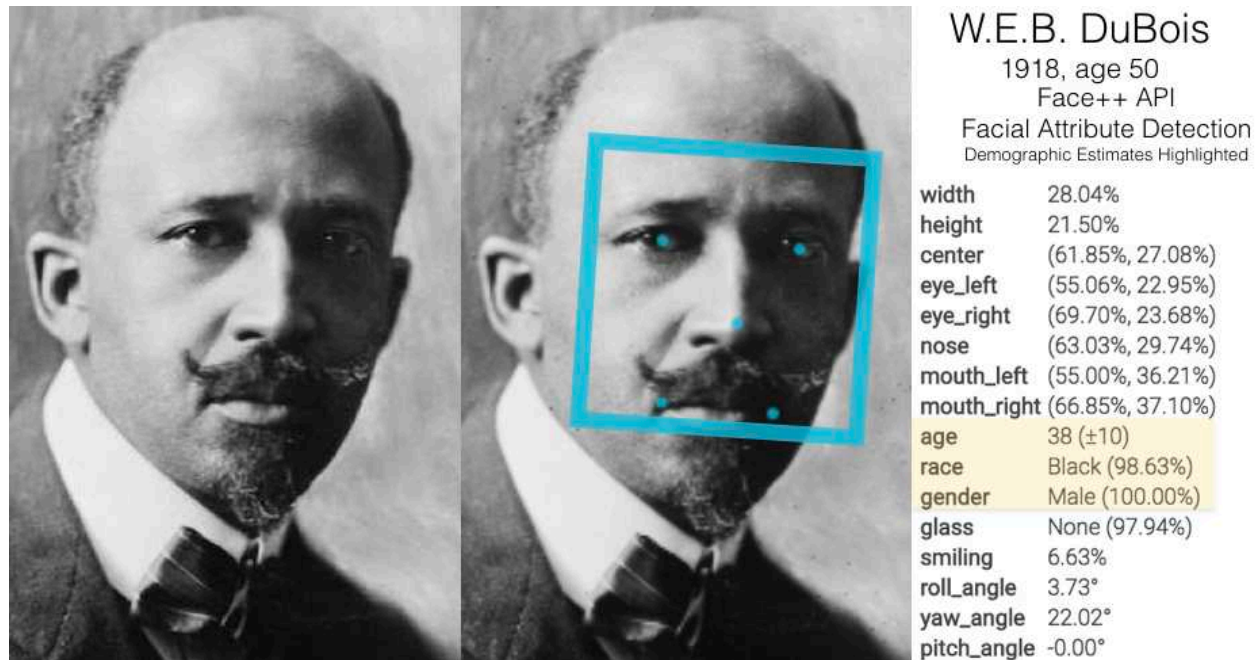 W.E.B. DuBois
1918, age 50
Face++ API
Facial Attribute Detection
Demographic Estimates Highlighted
width 28.04%
height 21.50%
center (61.85%, 27.08%)
eye_left (55.06%, 22.95%)
eye_right (69.70%, 23.68%)
nose (63.03%, 29.74%)
mouth_left (55.00%, 36.21%)
mouth_right (66.85%, 37.10%)
age 38 (±10)
race Black (98.63%)
gender Male (100.00%)
glass None (97.94%)
smiling 6.63%
roll_angle 3.73°
yaw_angle 22.02°
pitch_angle -0.00°